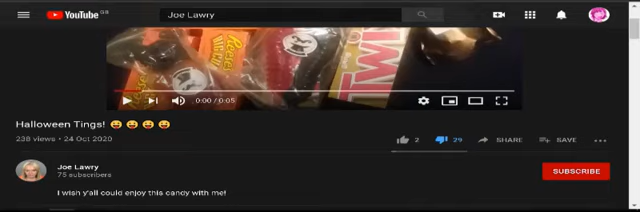 YouTube GB
Joe Lawry
Reese's
0:00 / 0:05
Halloween Tings! 😝 😝 😝 😝
238 views • 24 Oct 2020
2
29
SHARE
SAVE
Joe Lawry
75 subscribers
SUBSCRIBE
I wish y'all could enjoy this candy with me!